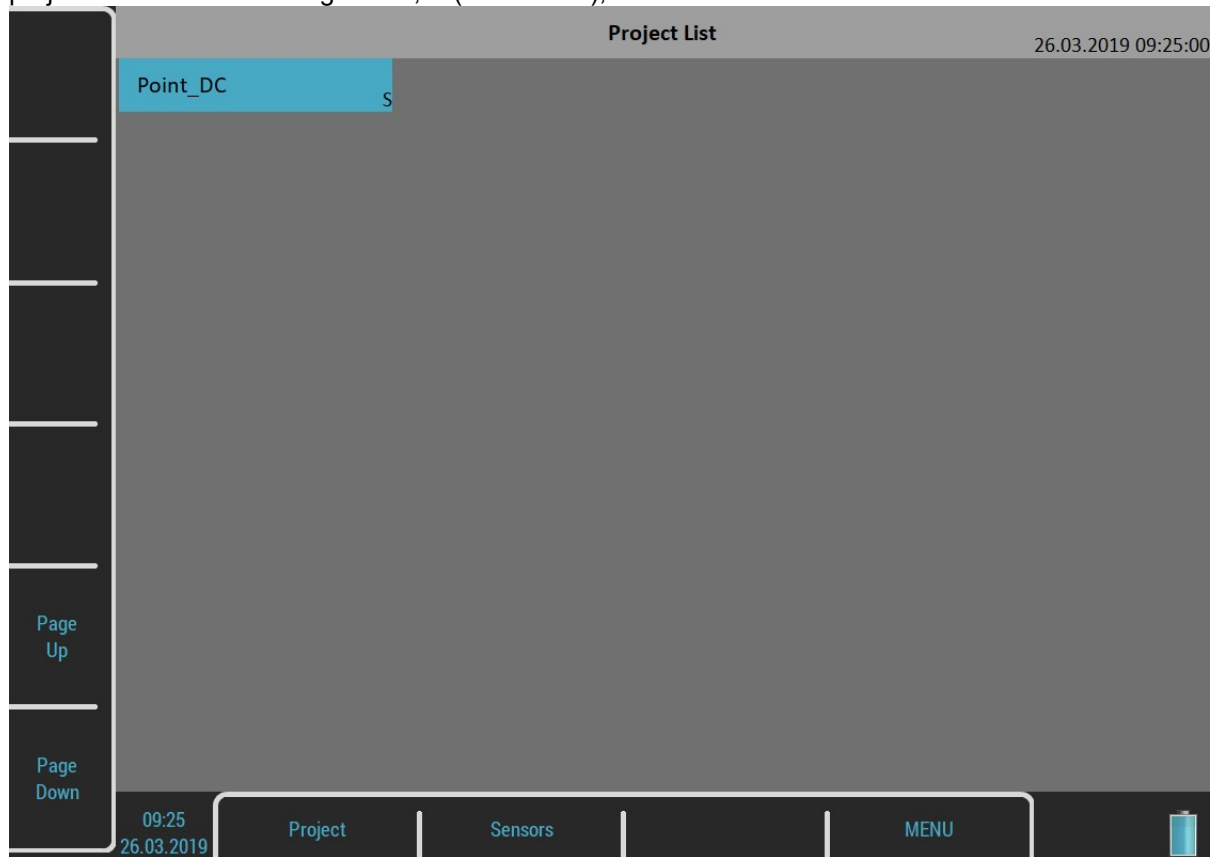 Project List
26.03.2019 09:25:00
Point_DC
S
Page
Up
Page
Down
09:25
26.03.2019
Project
Sensors
MENU